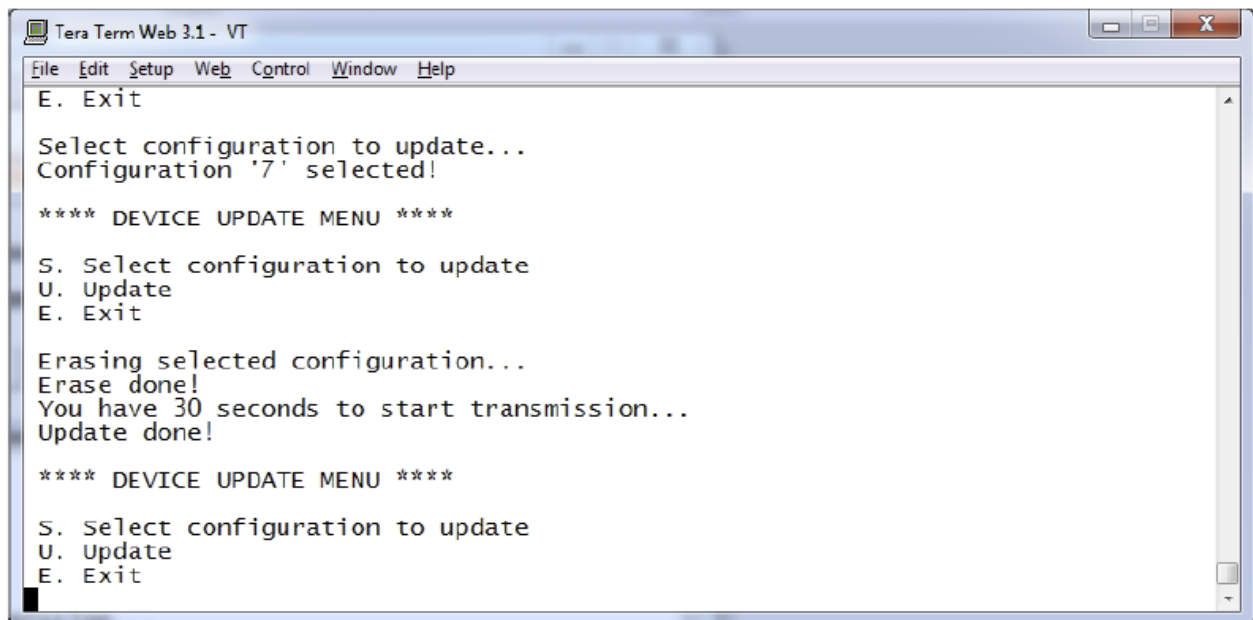 Tera Term Web 3.1 - VT
File Edit Setup Web Control Window Help
E. Exit
Select configuration to update...
Configuration '7' selected!
**** DEVICE UPDATE MENU ****
S. Select configuration to update
U. Update
E. Exit
Erasing selected configuration...
Erase done!
You have 30 seconds to start transmission...
Update done!
**** DEVICE UPDATE MENU ****
S. Select configuration to update
U. Update
E. Exit